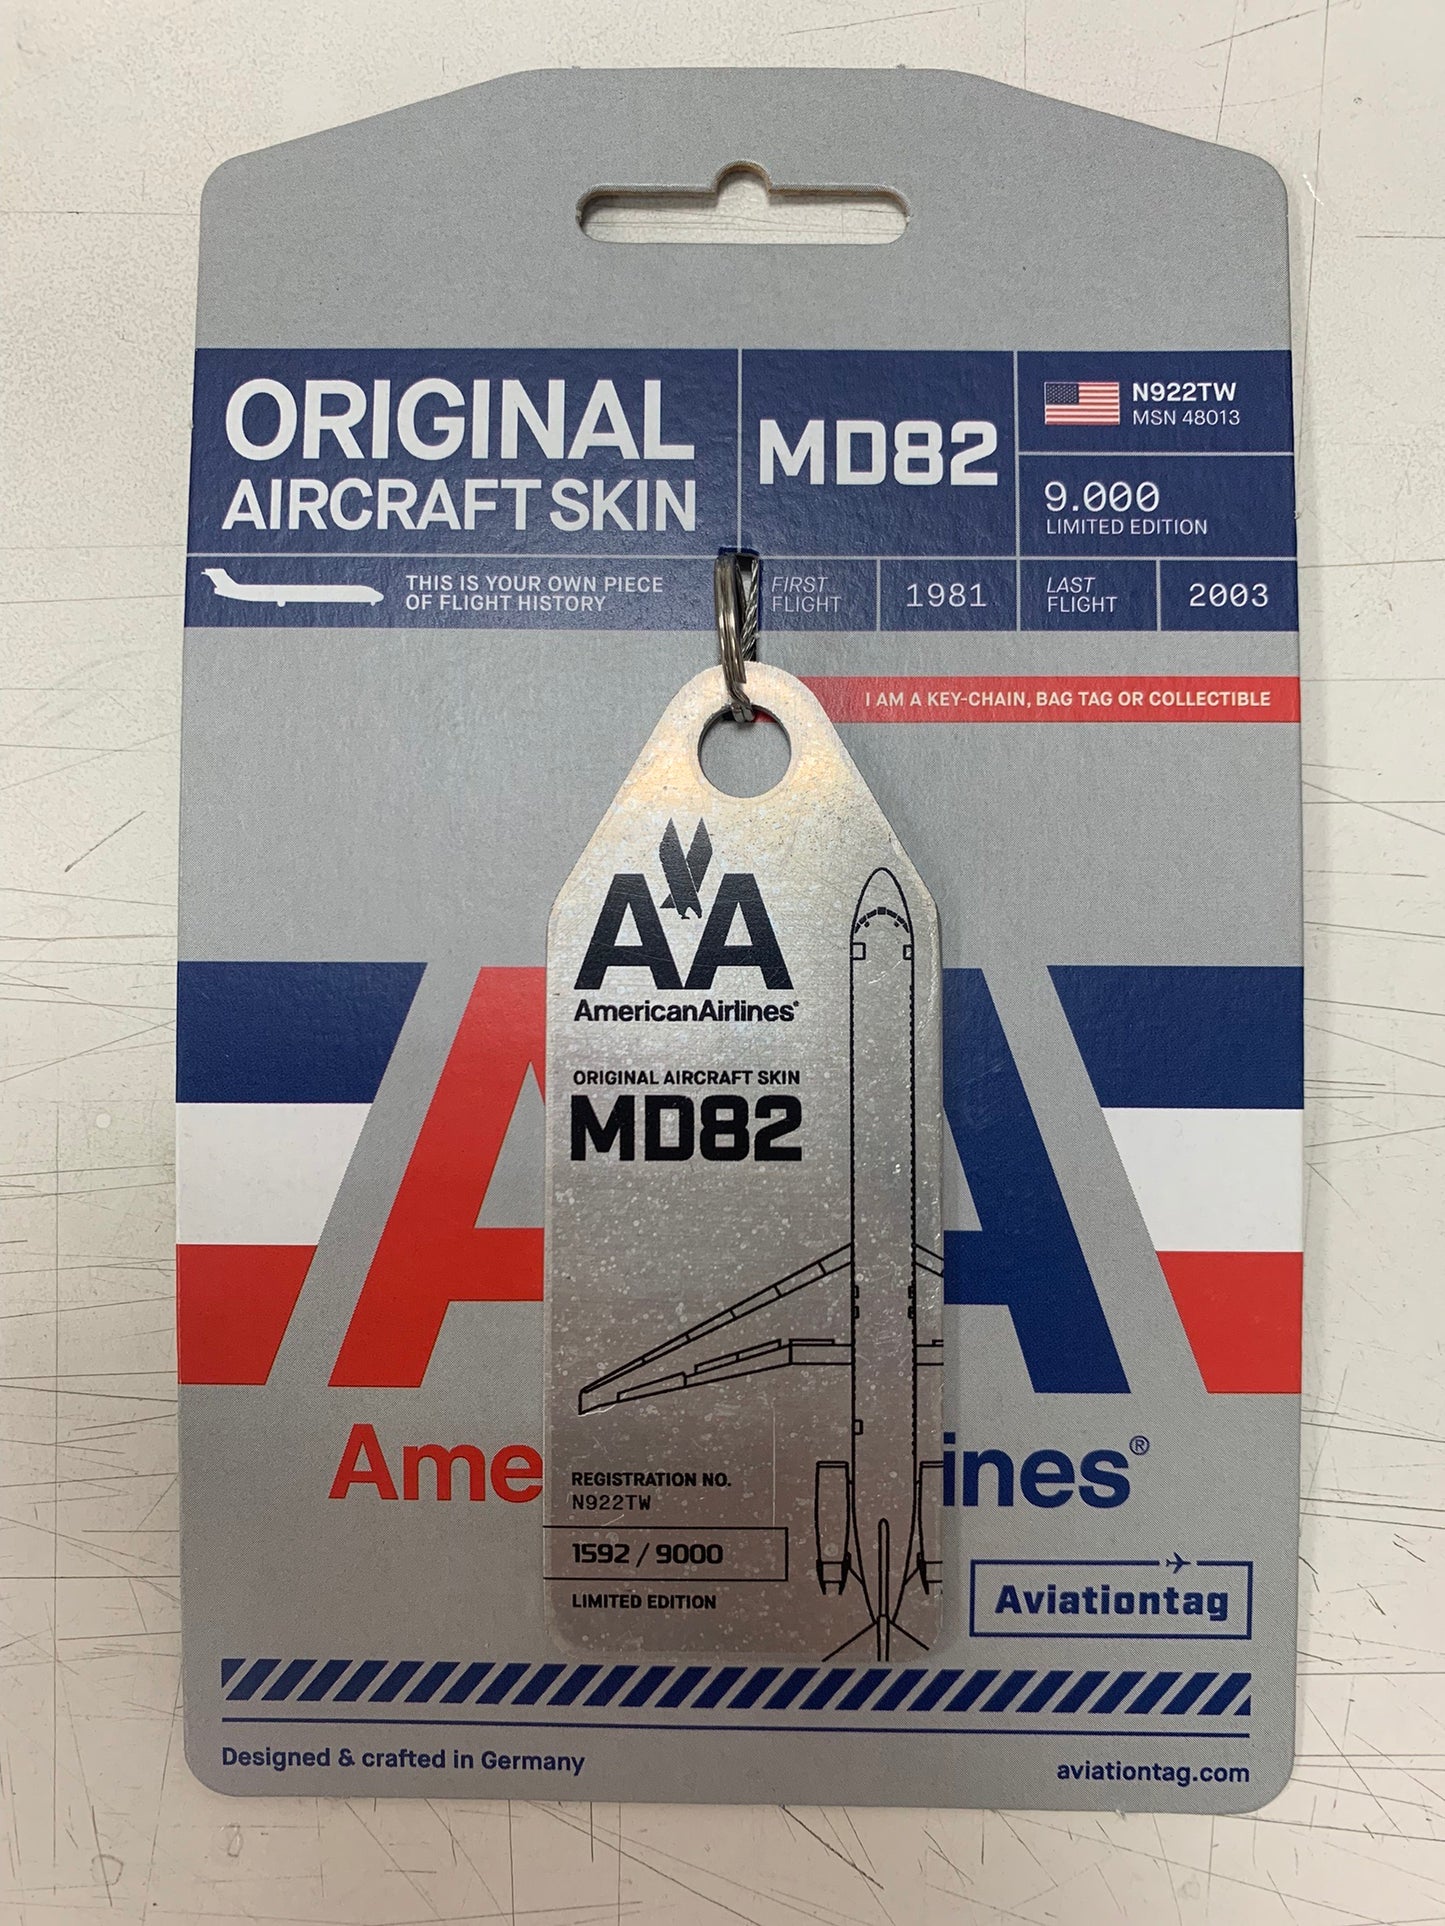 ORIGINAL
AIRCRAFT SKIN
MD82
N922TW
MSN 48013
9.000
LIMITED EDITION
THIS IS YOUR OWN PIECE
OF FLIGHT HISTORY
FIRST
FLIGHT
1981
LAST
FLIGHT
2003
I AM A KEY-CHAIN, BAG TAG OR COLLECTIBLE
AA
AmericanAirlines®
ORIGINAL AIRCRAFT SKIN
MD82
A A
Ame ines®
REGISTRATION NO.
N922TW
1592 / 9000
LIMITED EDITION
Aviationtag
Designed & crafted in Germany
aviationtag.com